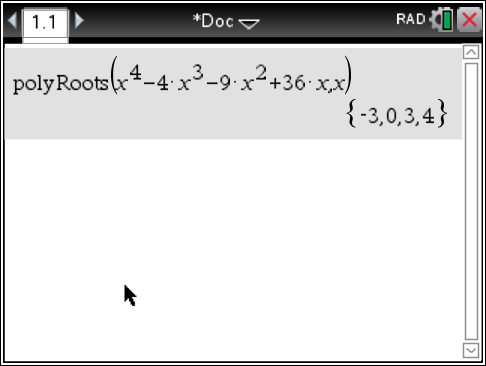 1.1 *Doc RAD
polyRoots(x⁴−4·x³−9·x²+36·x,x)
{-3,0,3,4}